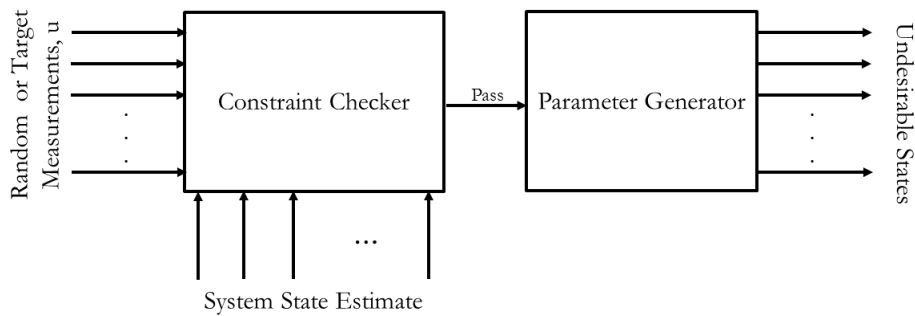 Random or Target
Measurements, u
Constraint Checker
Pass
Parameter Generator
Undesirable States
...
System State Estimate